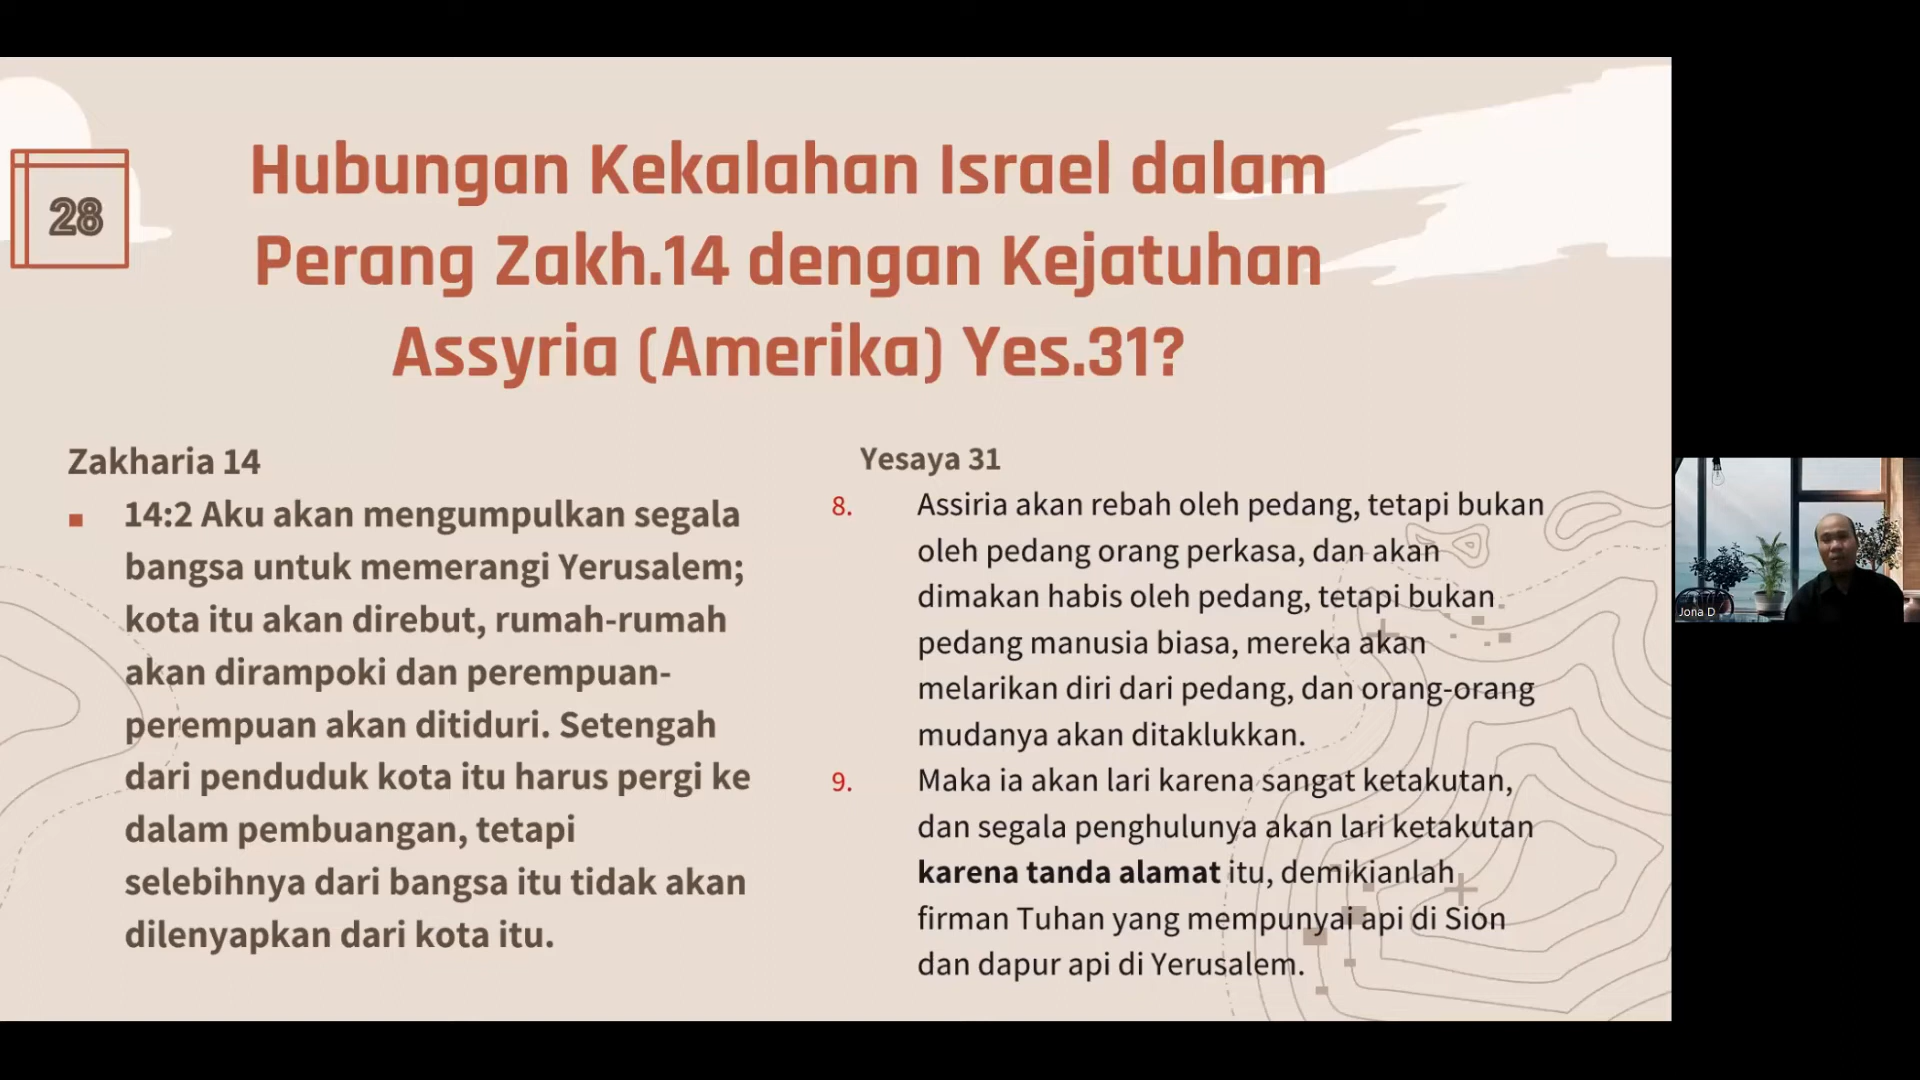 28
Hubungan Kekalahan Israel dalam
Perang Zakh.14 dengan Kejatuhan
Assyria (Amerika) Yes.31?
Zakharia 14
14:2 Aku akan mengumpulkan segala
bangsa untuk memerangi Yerusalem;
kota itu akan direbut, rumah-rumah
akan dirampoki dan perempuan-
perempuan akan ditiduri. Setengah
dari penduduk kota itu harus pergi ke
dalam pembuangan, tetapi
selebihnya dari bangsa itu tidak akan
dilenyapkan dari kota itu.
Yesaya 31
8. Assiria akan rebah oleh pedang, tetapi bukan
oleh pedang orang perkasa, dan akan
dimakan habis oleh pedang, tetapi bukan
pedang manusia biasa, mereka akan
melarikan diri dari pedang, dan orang-orang
mudanya akan ditaklukkan.
9. Maka ia akan lari karena sangat ketakutan,
dan segala penghulunya akan lari ketakutan
karena tanda alamat itu, demikianlah
firman Tuhan yang mempunyai api di Sion
dan dapur api di Yerusalem.
Jona D